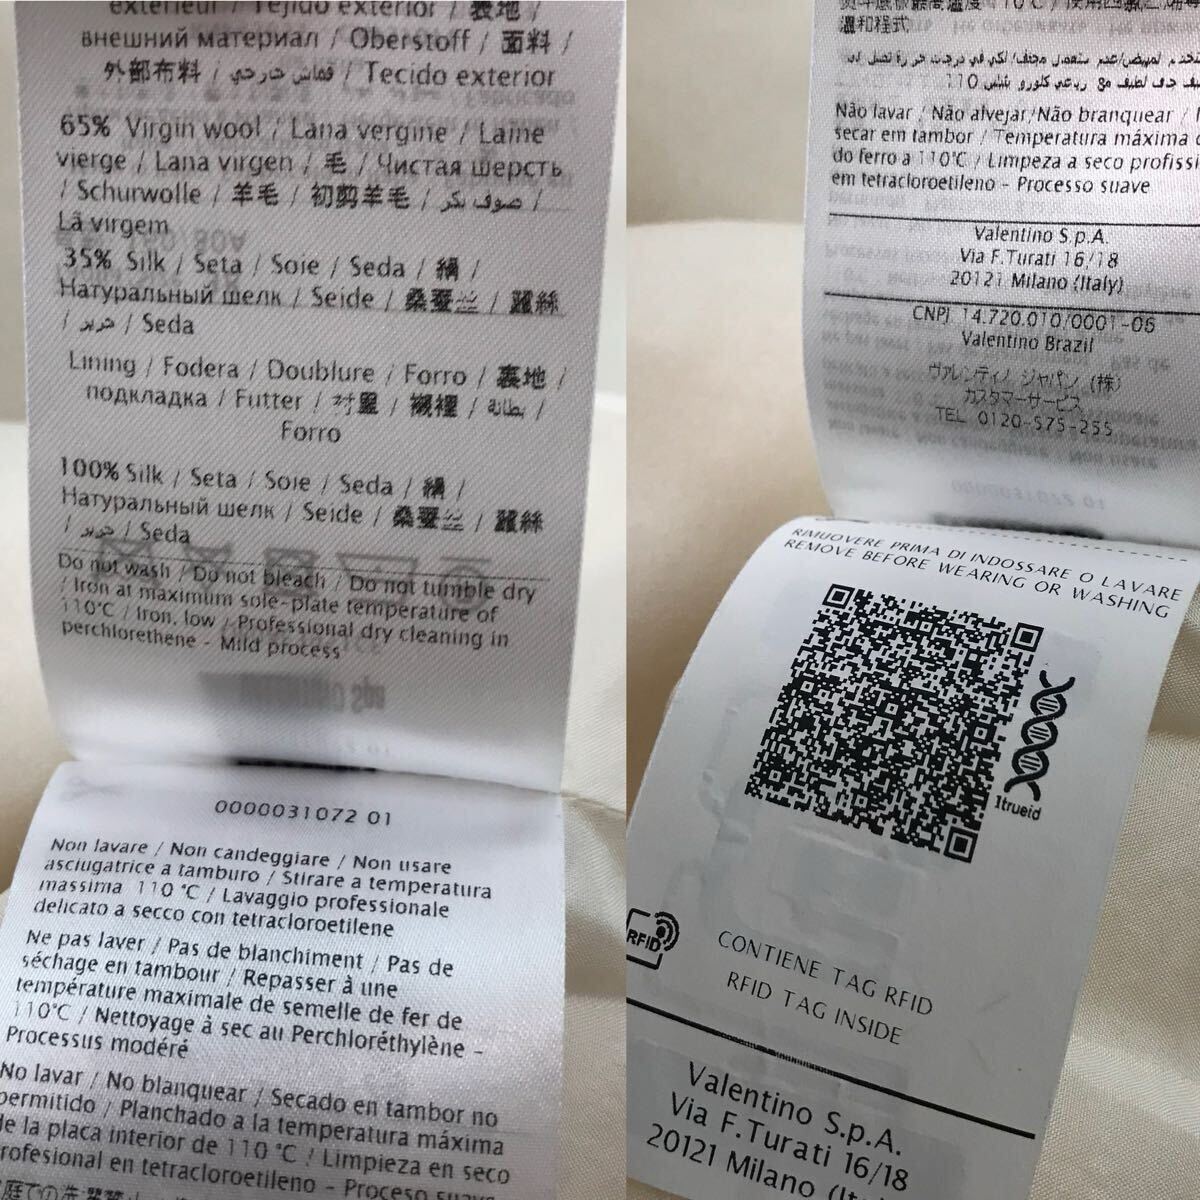 exterieur / Tejido exterior / 表地 /
внешний материал / Oberstoff / 面料 /
外部布料 / قماش خارجي / Tecido exterior
65% Virgin wool / Lana vergine / Laine
vierge / Lana virgen / 毛 / Чистая шерсть
/ Schurwolle / 羊毛 / 初剪羊毛 / صوف بكر /
Lã virgem
35% Silk / Seta / Soie / Seda / 絹 /
Натуральный шелк / Seide / 桑蚕丝 / 蠶絲
/ حرير / Seda
Lining / Fodera / Doublure / Forro / 裏地 /
подкладка / Futter / 衬里 / 襯裡 / بطانة /
Forro
100% Silk / Seta / Soie / Seda / 絹 /
Натуральный шелк / Seide / 桑蚕丝 / 蠶絲
/ حرير / Seda
Do not wash / Do not bleach / Do not tumble dry
/ Iron at maximum sole-plate temperature of
110°C / Iron, low / Professional dry cleaning in
perchlorethene - Mild process
0000031072 01
Non lavare / Non candeggiare / Non usare
asciugatrice a tamburo / Stirare a temperatura
massima 110 °C / Lavaggio professionale
delicato a secco con tetracloroetilene
Ne pas laver / Pas de blanchiment / Pas de
séchage en tambour / Repasser à une
température maximale de semelle de fer de
110°C / Nettoyage à sec au Perchloréthylène -
Processus modéré
No lavar / No blanquear / Secado en tambor no
permitido / Planchado a la temperatura máxima
de la placa interior de 110 °C / Limpieza en seco
profesional en tetracloroetileno - Proceso suave
溫和程式
Não lavar / Não alvejar/Não branquear /
secar em tambor / Temperatura máxima
do ferro a 110°C / Limpeza a seco
em tetracloroetileno - Processo suave
Valentino S.p.A.
Via F.Turati 16/18
20121 Milano (Italy)
CNPJ 14.720.010/0001-06
Valentino Brazil
ヴァレンティノ ジャパン (株)
カスタマーサービス
TEL 0120-575-255
0000031072 01
RIMUOVERE PRIMA DI INDOSSARE O LAVARE
REMOVE BEFORE WEARING OR WASHING
Itrueid
RFID
CONTIENE TAG RFID
RFID TAG INSIDE
Valentino S.p.A.
Via F.Turati 16/18
20121 Milano